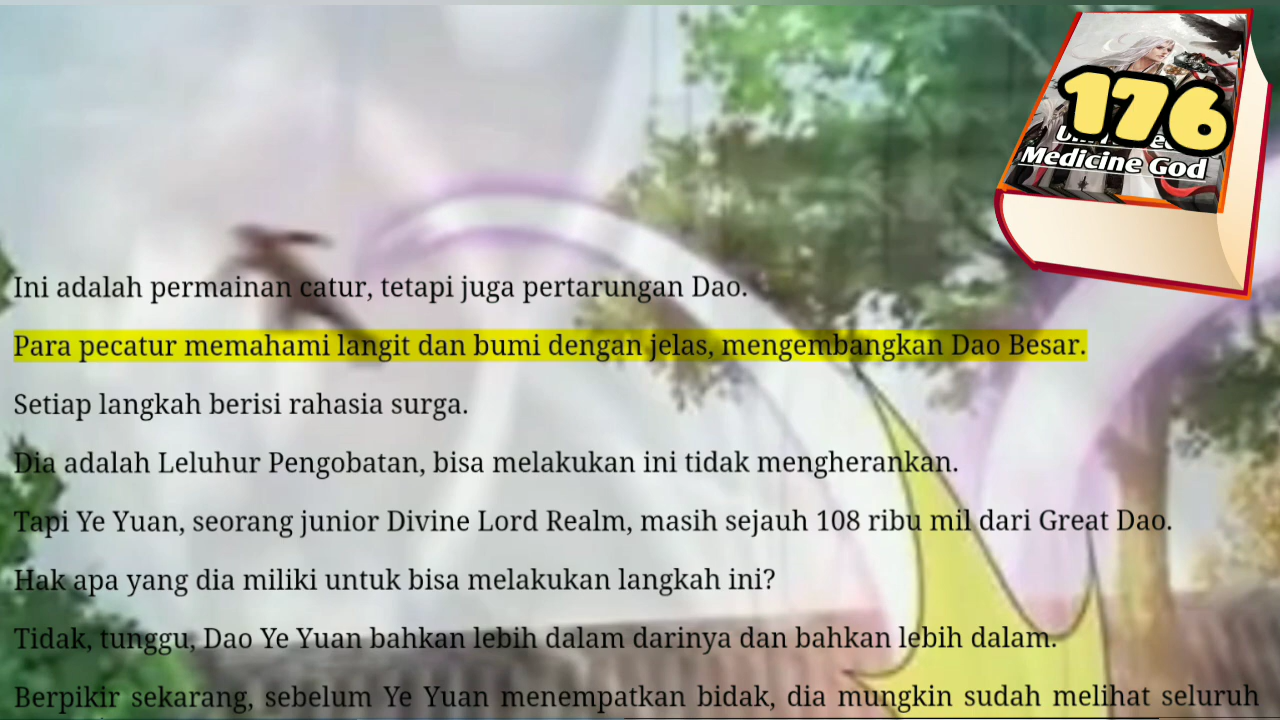 176
Medicine God
Ini adalah permainan catur, tetapi juga pertarungan Dao.
Para pecatur memahami langit dan bumi dengan jelas, mengembangkan Dao Besar.
Setiap langkah berisi rahasia surga.
Dia adalah Leluhur Pengobatan, bisa melakukan ini tidak mengherankan.
Tapi Ye Yuan, seorang junior Divine Lord Realm, masih sejauh 108 ribu mil dari Great Dao.
Hak apa yang dia miliki untuk bisa melakukan langkah ini?
Tidak, tunggu, Dao Ye Yuan bahkan lebih dalam darinya dan bahkan lebih dalam.
Berpikir sekarang, sebelum Ye Yuan menempatkan bidak, dia mungkin sudah melihat seluruh